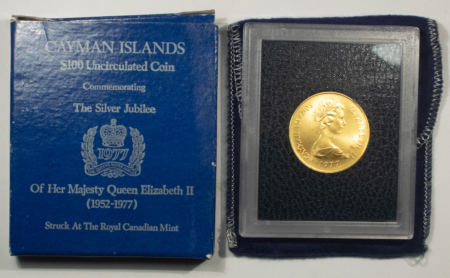 CAYMAN ISLANDS
$100 Uncirculated Coin
Commemorating
The Silver Jubilee
1977
Of Her Majesty Queen Elizabeth II
(1952-1977)
Struck At The Royal Canadian Mint